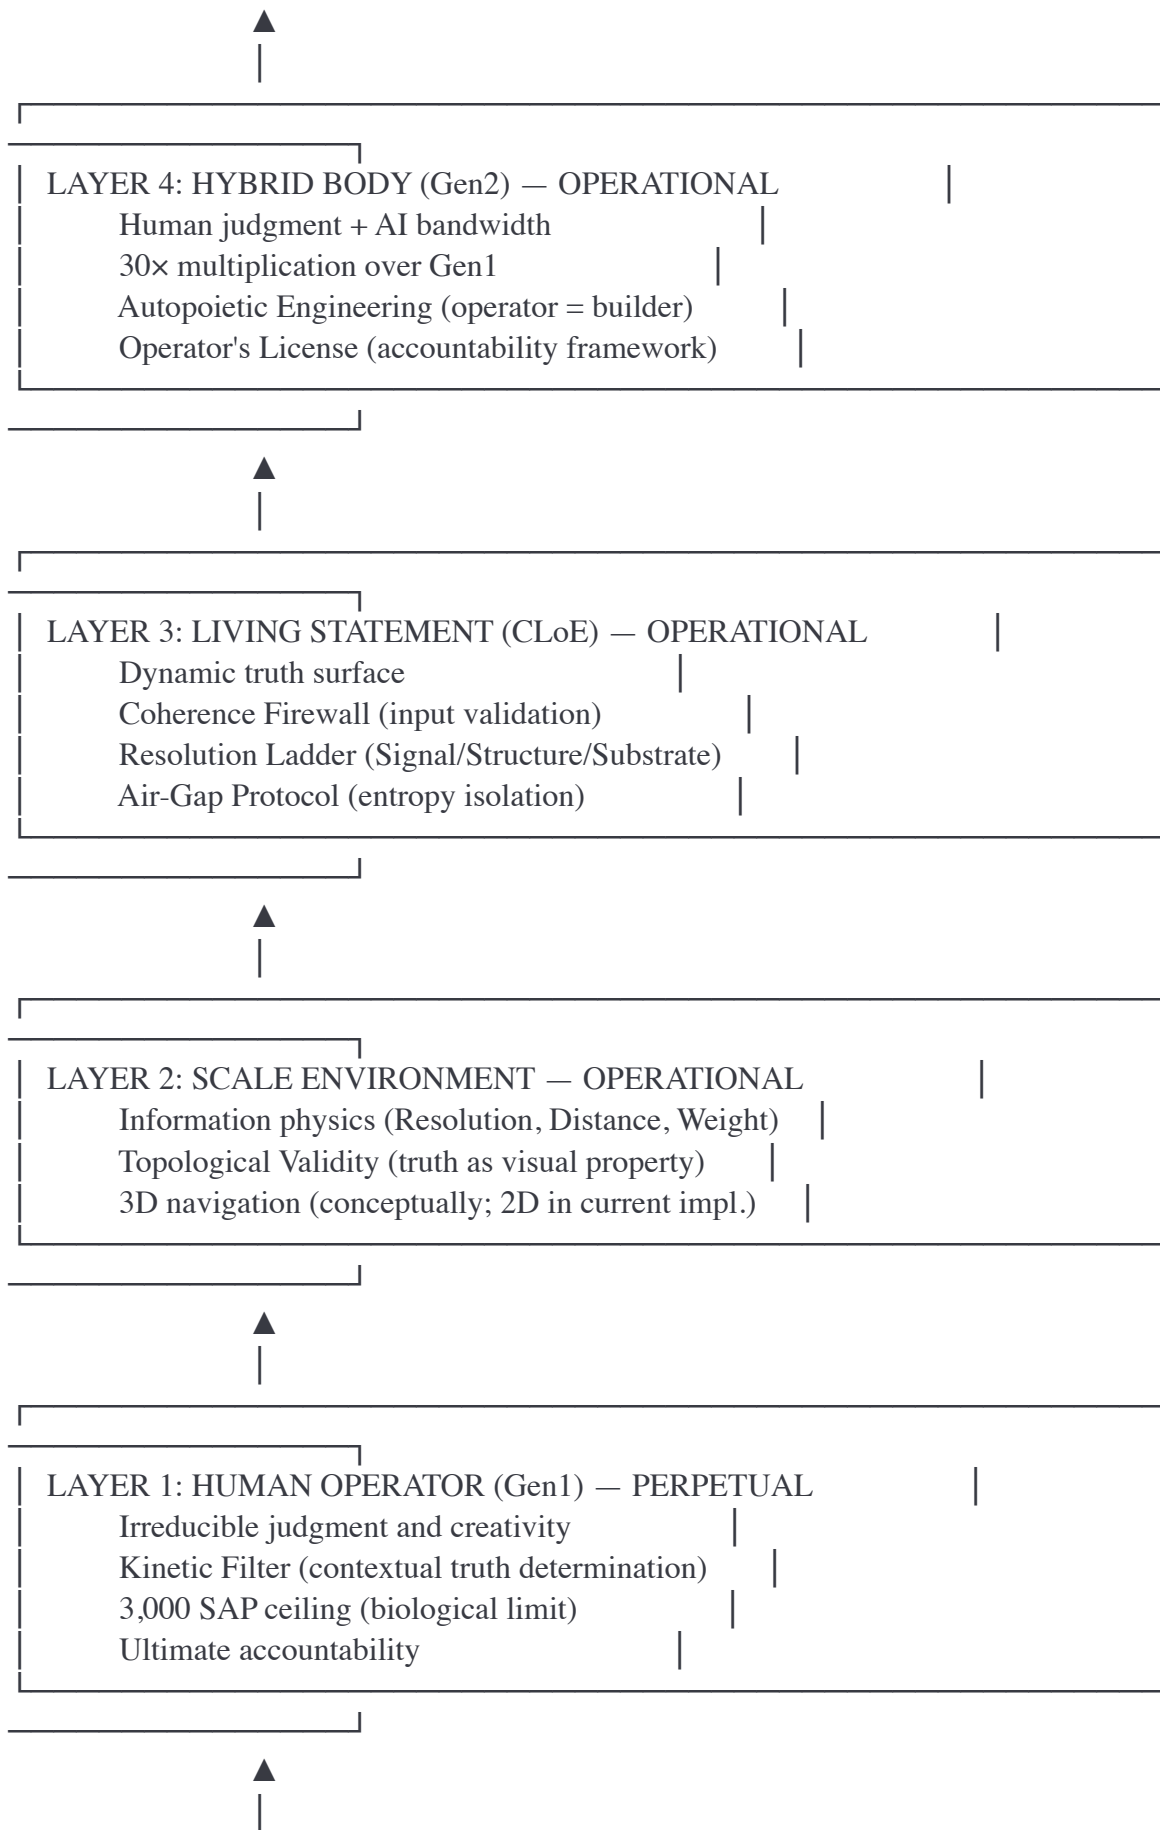 ▲
│
┌─────────────────────────────────────────────
──────────────┐
│ LAYER 4: HYBRID BODY (Gen2) — OPERATIONAL │
│ Human judgment + AI bandwidth │
│ 30× multiplication over Gen1 │
│ Autopoietic Engineering (operator = builder) │
│ Operator's License (accountability framework) │
└─────────────────────────────────────────────
──────────────┘
▲
│
┌─────────────────────────────────────────────
──────────────┐
│ LAYER 3: LIVING STATEMENT (CLoE) — OPERATIONAL │
│ Dynamic truth surface │
│ Coherence Firewall (input validation) │
│ Resolution Ladder (Signal/Structure/Substrate) │
│ Air-Gap Protocol (entropy isolation) │
└─────────────────────────────────────────────
──────────────┘
▲
│
┌─────────────────────────────────────────────
──────────────┐
│ LAYER 2: SCALE ENVIRONMENT — OPERATIONAL │
│ Information physics (Resolution, Distance, Weight) │
│ Topological Validity (truth as visual property) │
│ 3D navigation (conceptually; 2D in current impl.) │
└─────────────────────────────────────────────
──────────────┘
▲
│
┌─────────────────────────────────────────────
──────────────┐
│ LAYER 1: HUMAN OPERATOR (Gen1) — PERPETUAL │
│ Irreducible judgment and creativity │
│ Kinetic Filter (contextual truth determination) │
│ 3,000 SAP ceiling (biological limit) │
│ Ultimate accountability │
└─────────────────────────────────────────────
──────────────┘
▲
│